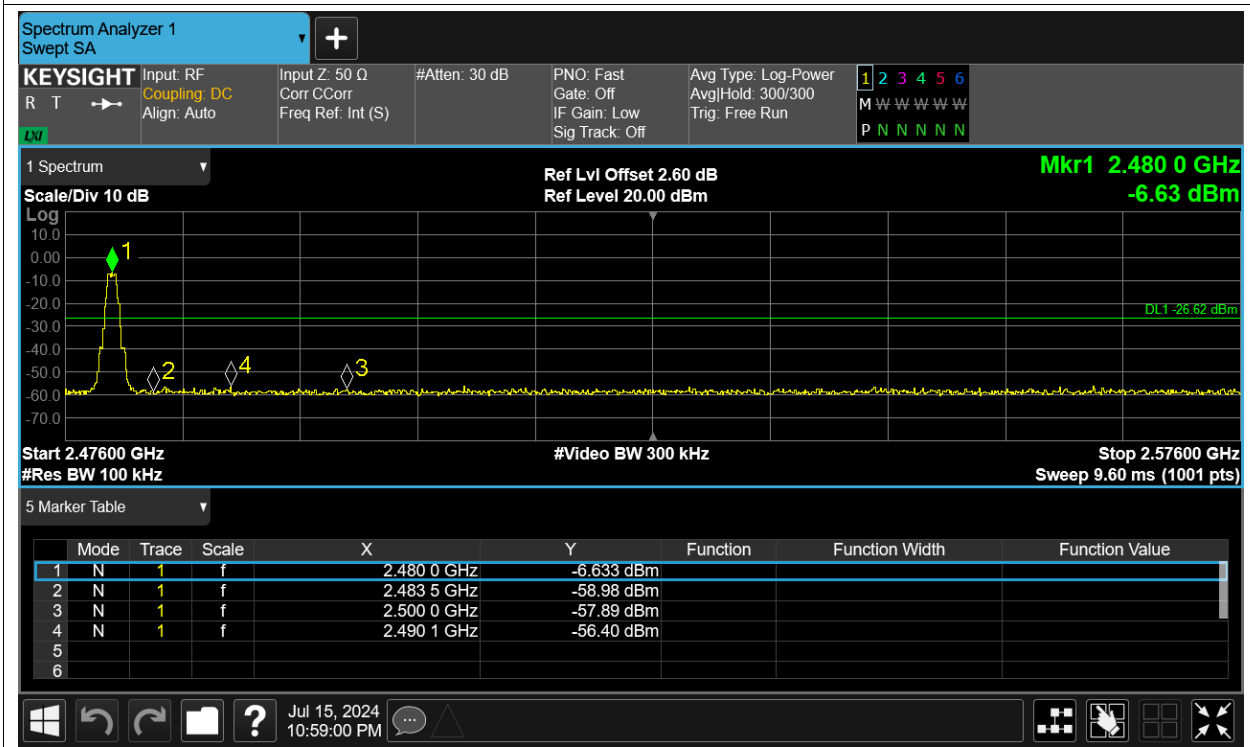 Spectrum Analyzer 1
Swept SA
+
KEYSIGHT Input: RF Input Z: 50 Ω #Atten: 30 dB PNO: Fast Avg Type: Log-Power 1 2 3 4 5 6
R T Coupling: DC Corr CCorr Gate: Off Avg|Hold: 300/300 M W W W W W
Align: Auto Freq Ref: Int (S) IF Gain: Low Trig: Free Run
LXI Sig Track: Off P N N N N N
1 Spectrum Ref Lvl Offset 2.60 dB Mkr1 2.480 0 GHz
Scale/Div 10 dB Ref Level 20.00 dBm -6.63 dBm
Log
10.0
1
0.00
-10.0
-20.0
DL1 -26.62 dBm
-30.0
-40.0
-50.0 2 4 3
-60.0
-70.0
Start 2.47600 GHz #Video BW 300 kHz Stop 2.57600 GHz
#Res BW 100 kHz Sweep 9.60 ms (1001 pts)
5 Marker Table
Mode Trace Scale X Y Function Function Width Function Value
1 N 1 f 2.480 0 GHz -6.633 dBm
2 N 1 f 2.483 5 GHz -58.98 dBm
3 N 1 f 2.500 0 GHz -57.89 dBm
4 N 1 f 2.490 1 GHz -56.40 dBm
5
6
? Jul 15, 2024
10:59:00 PM